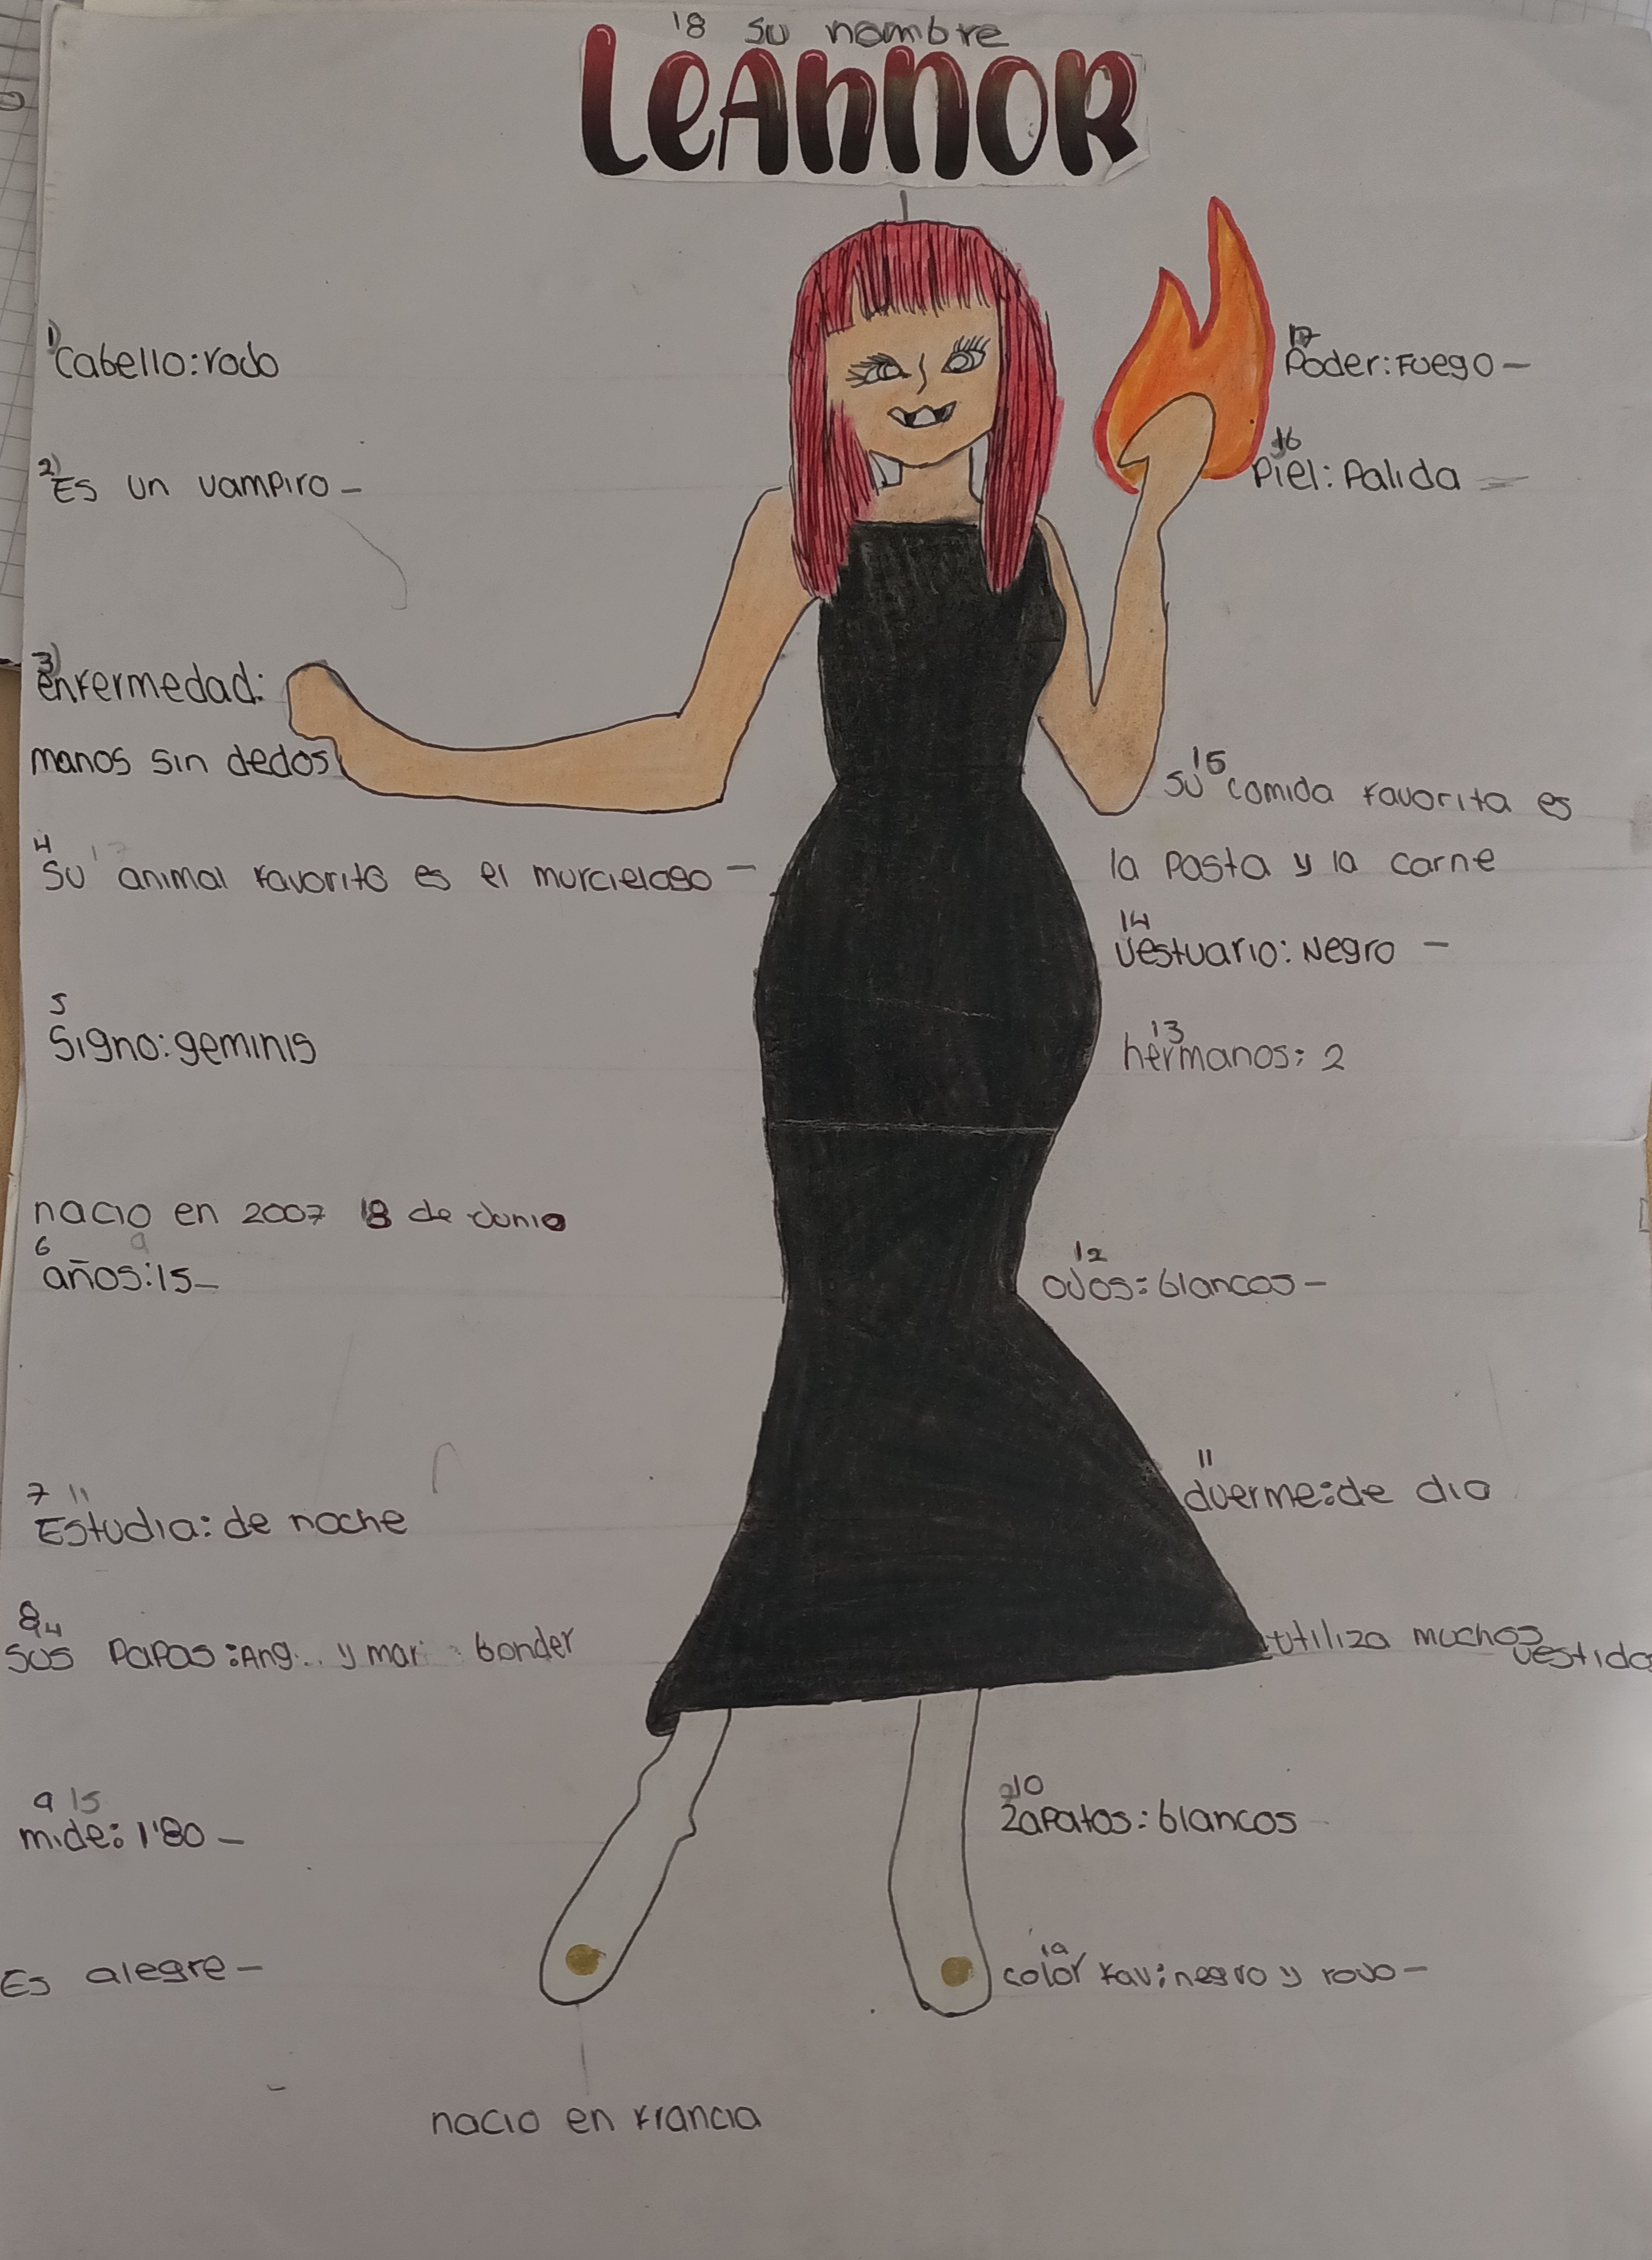 18 su nombre
LeAnnOR
1) Cabello: rojo
2) Es un vampiro -
3) enfermedad:
manos sin dedos
4 17
Su animal favorito es el murcielago -
5
Signo: geminis
nacio en 2007 18 de Junio
6 9
años: 15 -
7 11
Estudia: de noche
8 4
sus papas: Ang.. y mar bonder
9 15
mide: 1'80 -
Es alegre -
nacio en francia
17
Poder: Fuego -
16
Piel: Palida
15
su comida favorita es
la pasta y la carne
14
Vestuario: Negro -
13
hermanos: 2
12
ojos: blancos -
11
duerme: de dia
utiliza muchos
vestidos
10
Zapatos: blancos
19
color fav: negro y rojo -